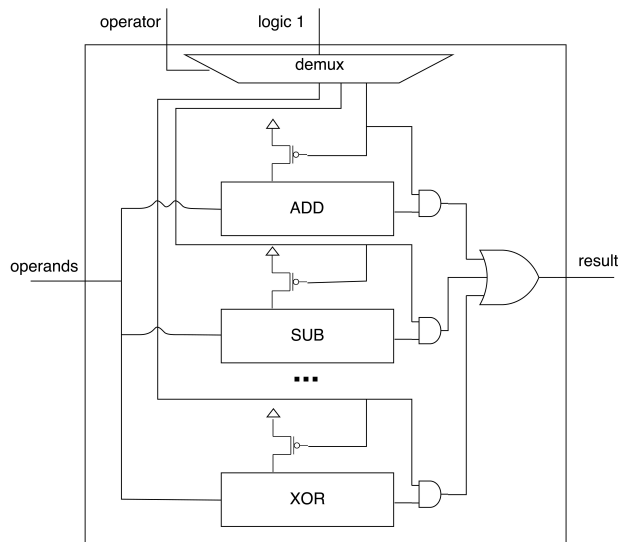 operator
logic 1
demux
ADD
operands
result
SUB
...
XOR